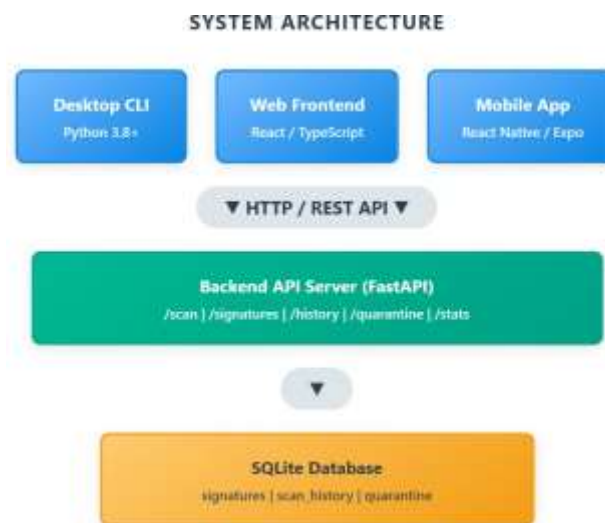 SYSTEM ARCHITECTURE
Desktop CLI
Python 3.8+
Web Frontend
React / TypeScript
Mobile App
React Native / Expo
▼ HTTP / REST API ▼
Backend API Server (FastAPI)
/scan | /signatures | /history | /quarantine | /stats
▼
SQLite Database
signatures | scan_history | quarantine